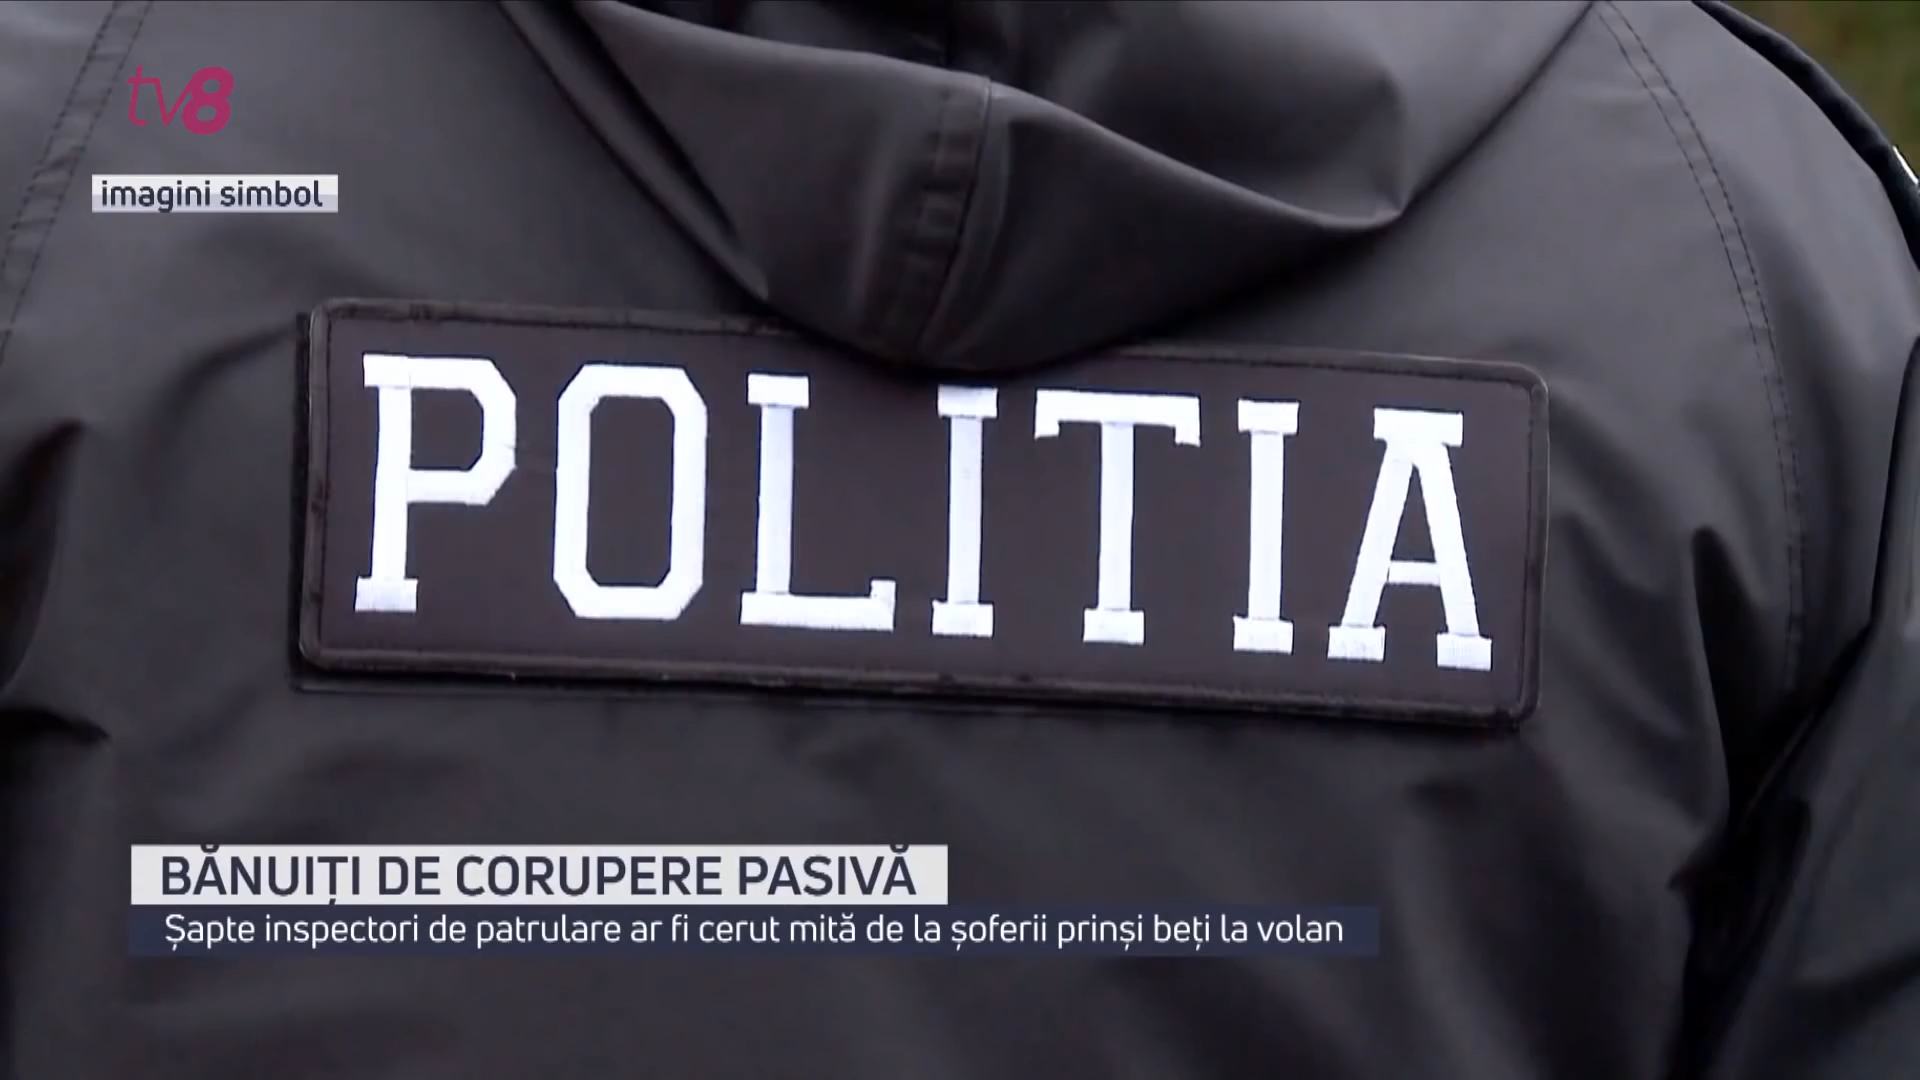 tv8
imagini simbol
POLITIA
BĂNUIȚI DE CORUPERE PASIVĂ
Șapte inspectori de patrulare ar fi cerut mită de la șoferii prinși beți la volan